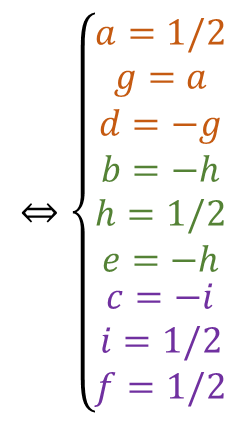 a = 1/2
g = a
d = −g
b = −h
⇔ h = 1/2
e = −h
c = −i
i = 1/2
f = 1/2